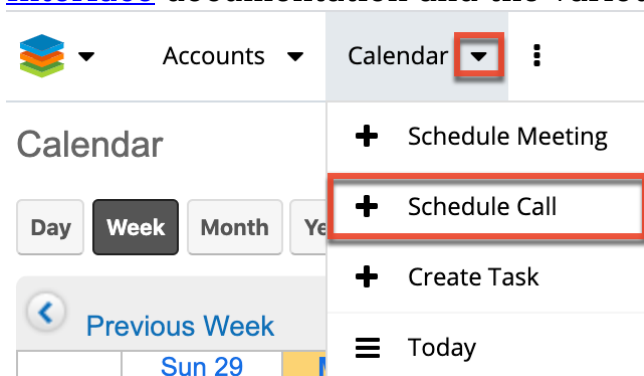 Accounts Calendar
Calendar
Schedule Meeting
Day Week Month
Schedule Call
Create Task
Previous Week
Today
Sun 29